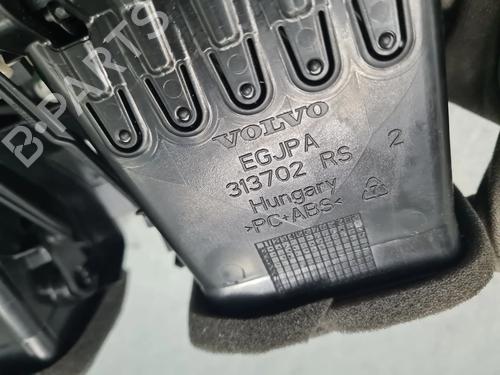 B-PARTS
VOLVO
EGJPA
313702 RS 2
Hungary
>PC+ABS<